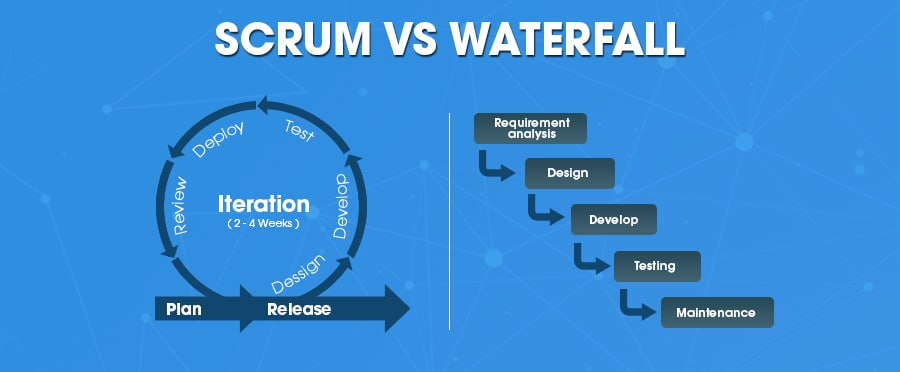 SCRUM VS WATERFALL
Deploy
Test
Review
Iteration
( 2 - 4 Weeks )
Develop
Dessign
Plan
Release
Requirement
analysis
Design
Develop
Testing
Maintenance